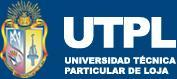 UTPL
UNIVERSIDAD TÉCNICA
PARTICULAR DE LOJA